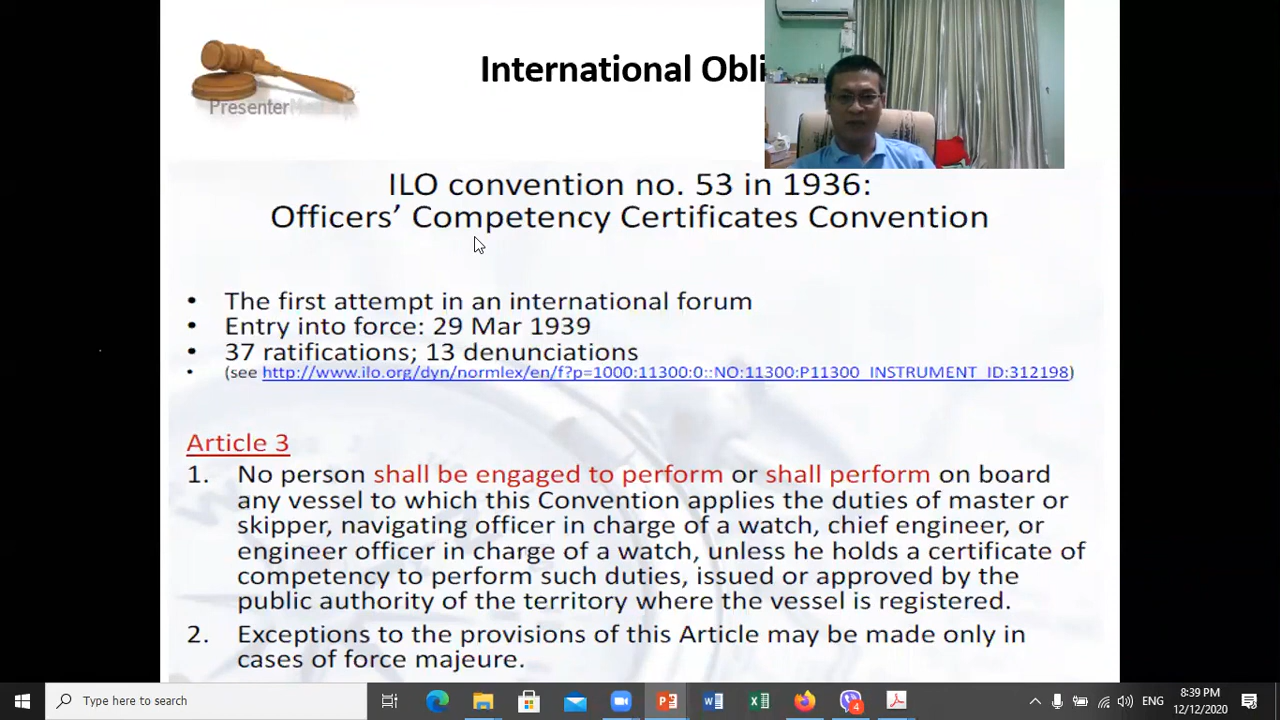 International Obli
PresenterMedia
ILO convention no. 53 in 1936:
Officers’ Competency Certificates Convention
• The first attempt in an international forum
• Entry into force: 29 Mar 1939
• 37 ratifications; 13 denunciations
• (see http://www.ilo.org/dyn/normlex/en/f?p=1000:11300:0::NO:11300:P11300_INSTRUMENT_ID:312198)
Article 3
1. No person shall be engaged to perform or shall perform on board
any vessel to which this Convention applies the duties of master or
skipper, navigating officer in charge of a watch, chief engineer, or
engineer officer in charge of a watch, unless he holds a certificate of
competency to perform such duties, issued or approved by the
public authority of the territory where the vessel is registered.
2. Exceptions to the provisions of this Article may be made only in
cases of force majeure.
Type here to search
4
ENG
8:39 PM
12/12/2020